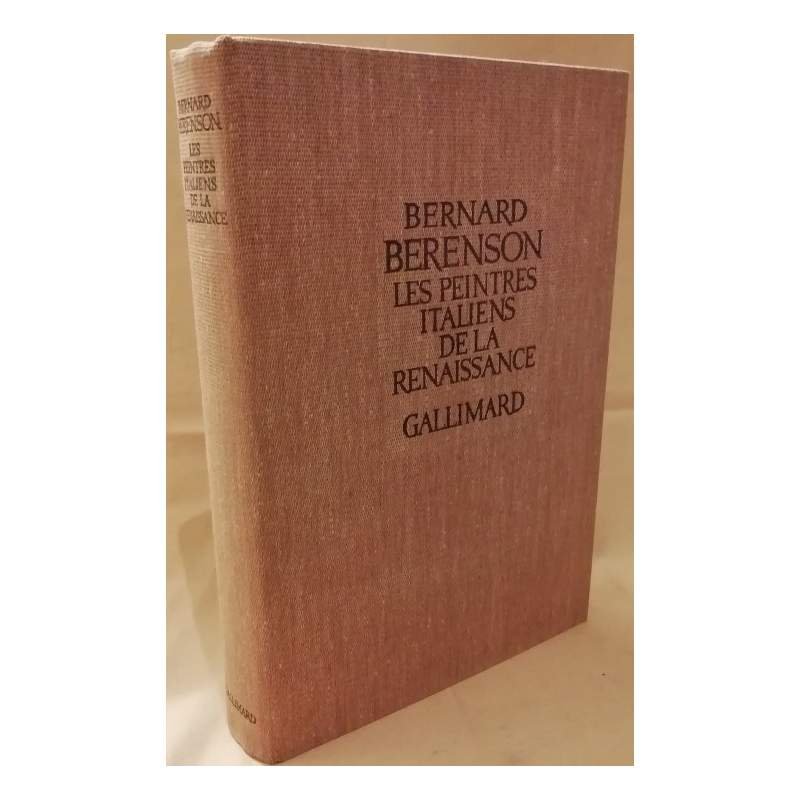 BERNARD
BERENSON
LES
PEINTRES
ITALIENS
DE LA
RENAISSANCE
BERNARD
BERENSON
LES PEINTRES
ITALIENS
DE LA
RENAISSANCE
GALLIMARD
GALLIMARD